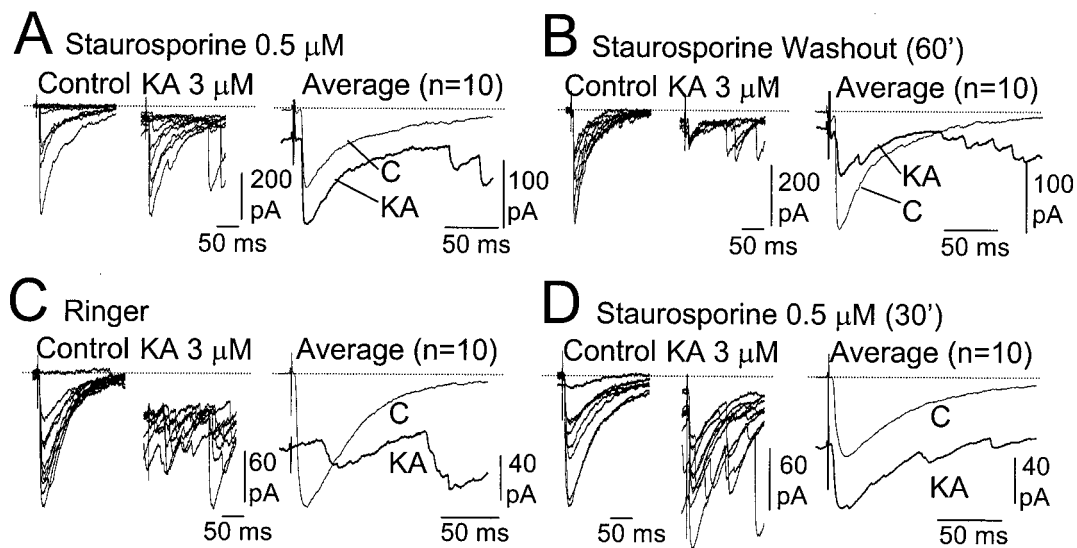 A Staurosporine 0.5 μM
Control KA 3 μM Average (n=10)
C
KA
200
pA
100
pA
50 ms
50 ms
B Staurosporine Washout (60')
Control KA 3 μM Average (n=10)
KA
C
200
pA
100
pA
50 ms
50 ms
C Ringer
Control KA 3 μM Average (n=10)
C
KA
60
pA
40
pA
50 ms
50 ms
D Staurosporine 0.5 μM (30')
Control KA 3 μM Average (n=10)
C
KA
60
pA
40
pA
50 ms
50 ms